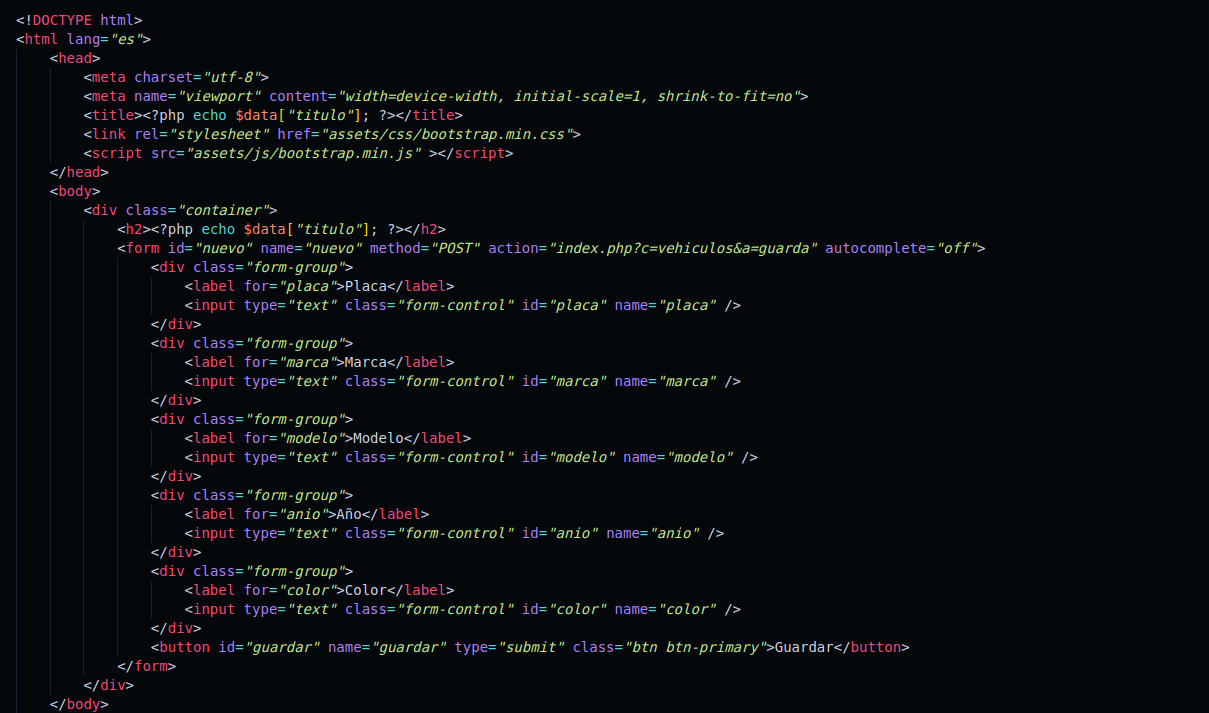 <!DOCTYPE html>
<html lang="es">
    <head>
        <meta charset="utf-8">
        <meta name="viewport" content="width=device-width, initial-scale=1, shrink-to-fit=no">
        <title><?php echo $data["titulo"]; ?></title>
        <link rel="stylesheet" href="assets/css/bootstrap.min.css">
        <script src="assets/js/bootstrap.min.js" ></script>
    </head>
    <body>
        <div class="container">
            <h2><?php echo $data["titulo"]; ?></h2>
            <form id="nuevo" name="nuevo" method="POST" action="index.php?c=vehiculos&a=guarda" autocomplete="off">
                <div class="form-group">
                    <label for="placa">Placa</label>
                    <input type="text" class="form-control" id="placa" name="placa" />
                </div>
                <div class="form-group">
                    <label for="marca">Marca</label>
                    <input type="text" class="form-control" id="marca" name="marca" />
                </div>
                <div class="form-group">
                    <label for="modelo">Modelo</label>
                    <input type="text" class="form-control" id="modelo" name="modelo" />
                </div>
                <div class="form-group">
                    <label for="anio">Año</label>
                    <input type="text" class="form-control" id="anio" name="anio" />
                </div>
                <div class="form-group">
                    <label for="color">Color</label>
                    <input type="text" class="form-control" id="color" name="color" />
                </div>
                <button id="guardar" name="guardar" type="submit" class="btn btn-primary">Guardar</button>
            </form>
        </div>
    </body>